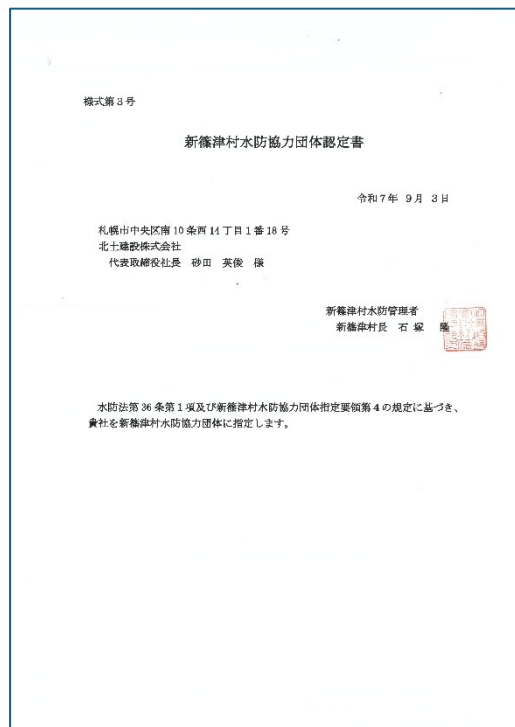 様式第3号
新篠津村水防協力団体認定書
令和7年 9月 3日
札幌市中央区南10条西14丁目1番18号
北土建設株式会社
代表取締役社長 砂田 英俊 様
新篠津村水防管理者
新篠津村長 石塚 隆
水防法第36条第1項及び新篠津村水防協力団体指定要領第4の規定に基づき、
貴社を新篠津村水防協力団体に指定します。